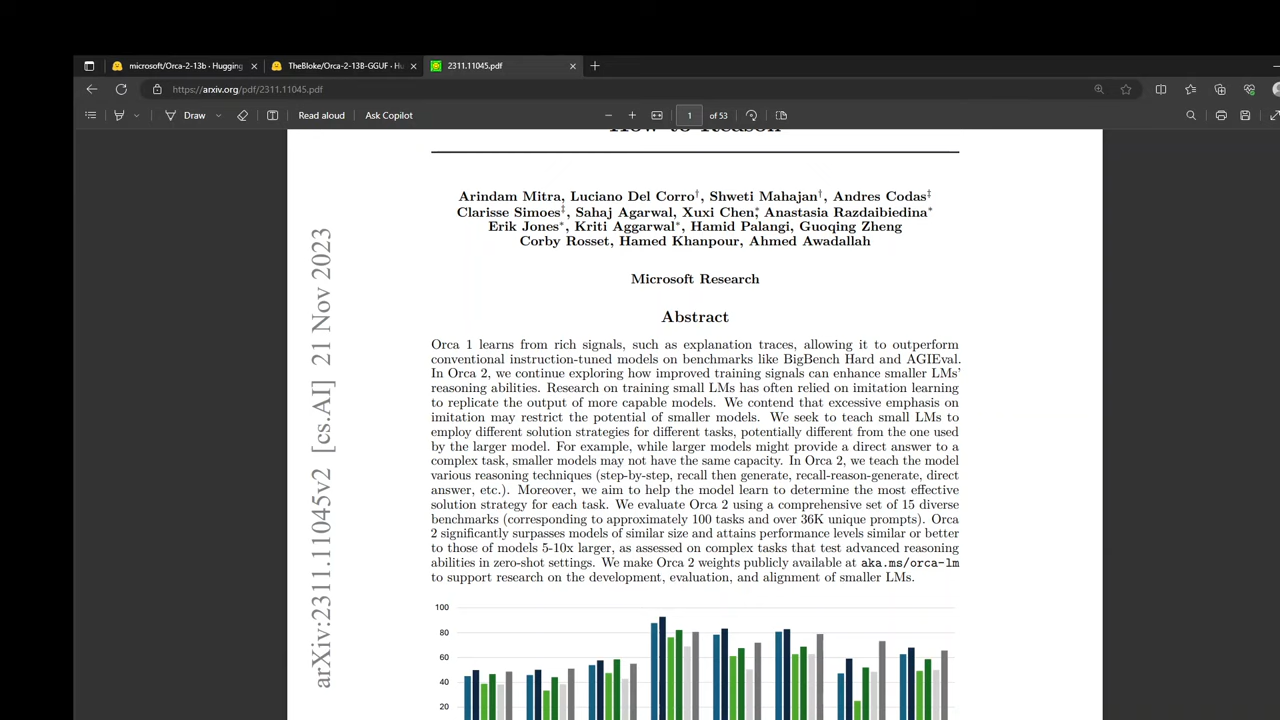 microsoft/Orca-2-13b · Hugging
TheBloke/Orca-2-13B-GGUF · Hu
2311.11045.pdf
https://arxiv.org/pdf/2311.11045.pdf
Draw
Read aloud
Ask Copilot
1 of 53
How to Reason
Arindam Mitra, Luciano Del Corro†, Shweti Mahajan†, Andres Codas‡
Clarisse Simoes‡, Sahaj Agarwal, Xuxi Chen*, Anastasia Razdaibiedina*
Erik Jones*, Kriti Aggarwal*, Hamid Palangi, Guoqing Zheng
Corby Rosset, Hamed Khanpour, Ahmed Awadallah
Microsoft Research
Abstract
Orca 1 learns from rich signals, such as explanation traces, allowing it to outperform
conventional instruction-tuned models on benchmarks like BigBench Hard and AGIEval.
In Orca 2, we continue exploring how improved training signals can enhance smaller LMs'
reasoning abilities. Research on training small LMs has often relied on imitation learning
to replicate the output of more capable models. We contend that excessive emphasis on
imitation may restrict the potential of smaller models. We seek to teach small LMs to
employ different solution strategies for different tasks, potentially different from the one used
by the larger model. For example, while larger models might provide a direct answer to a
complex task, smaller models may not have the same capacity. In Orca 2, we teach the model
various reasoning techniques (step-by-step, recall then generate, recall-reason-generate, direct
answer, etc.). Moreover, we aim to help the model learn to determine the most effective
solution strategy for each task. We evaluate Orca 2 using a comprehensive set of 15 diverse
benchmarks (corresponding to approximately 100 tasks and over 36K unique prompts). Orca
2 significantly surpasses models of similar size and attains performance levels similar or better
to those of models 5-10x larger, as assessed on complex tasks that test advanced reasoning
abilities in zero-shot settings. We make Orca 2 weights publicly available at aka.ms/orca-lm
to support research on the development, evaluation, and alignment of smaller LMs.
arXiv:2311.11045v2 [cs.AI] 21 Nov 2023
100
80
60
40
20